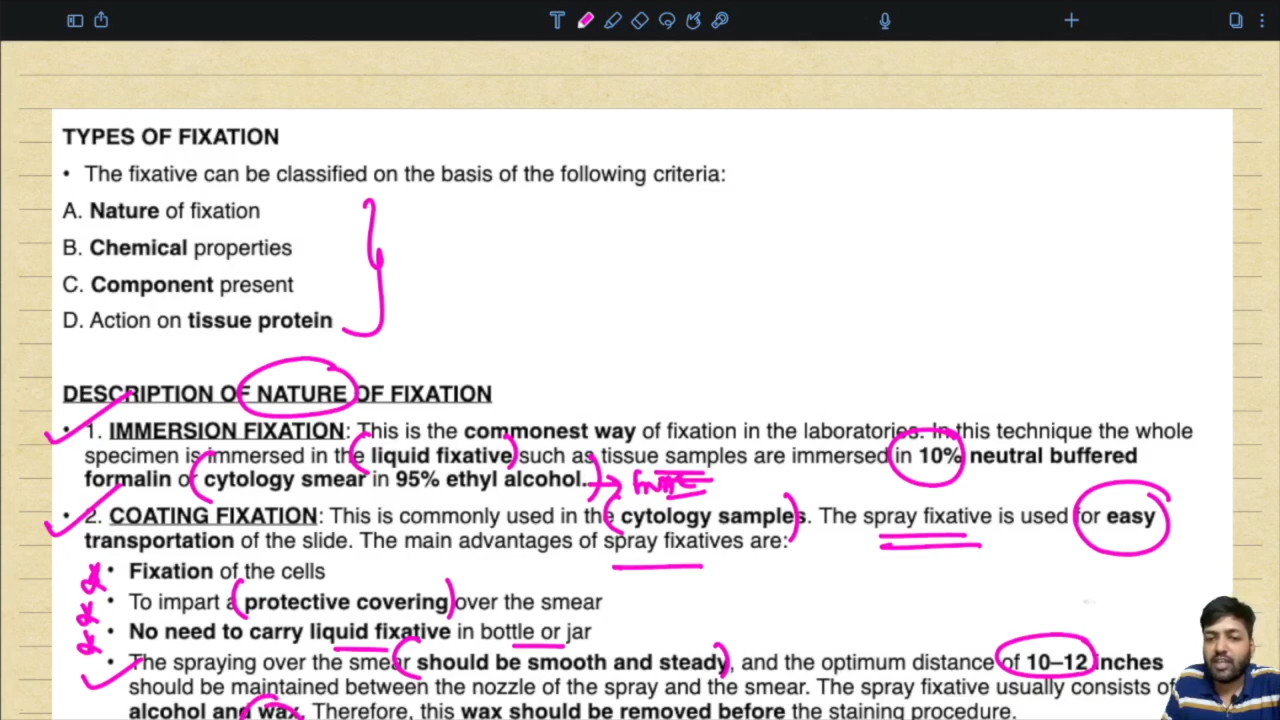 TYPES OF FIXATION
• The fixative can be classified on the basis of the following criteria:
A. Nature of fixation
B. Chemical properties
C. Component present
D. Action on tissue protein
DESCRIPTION OF NATURE OF FIXATION
• 1. IMMERSION FIXATION: This is the commonest way of fixation in the laboratories. In this technique the whole
specimen is immersed in the liquid fixative such as tissue samples are immersed in 10% neutral buffered
formalin or cytology smear in 95% ethyl alcohol.
• 2. COATING FIXATION: This is commonly used in the cytology samples. The spray fixative is used for easy
transportation of the slide. The main advantages of spray fixatives are:
• Fixation of the cells
• To impart a protective covering over the smear
• No need to carry liquid fixative in bottle or jar
• The spraying over the smear should be smooth and steady, and the optimum distance of 10–12 inches
should be maintained between the nozzle of the spray and the smear. The spray fixative usually consists of
alcohol and wax. Therefore, this wax should be removed before the staining procedure.